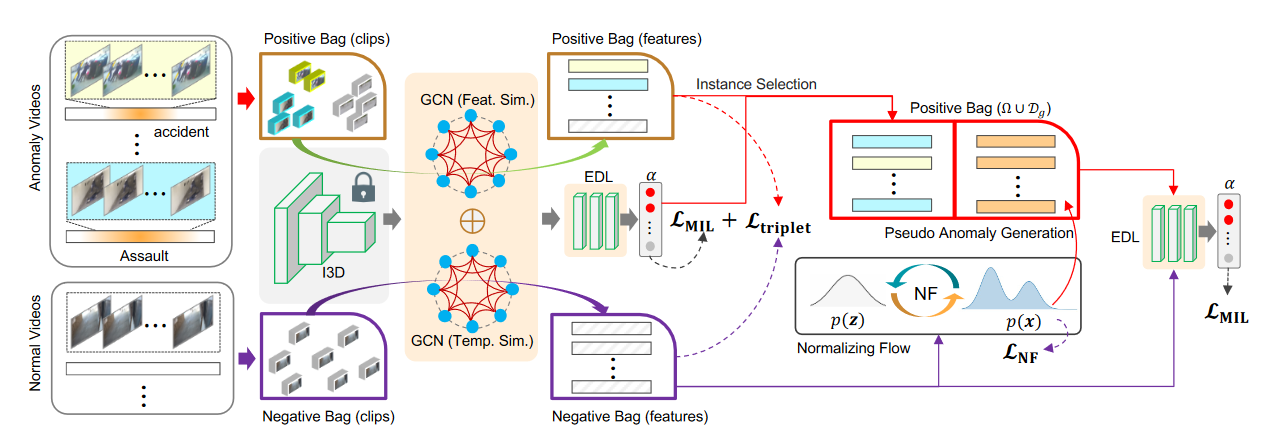 Anomaly Videos
accident
Assault
Normal Videos
Positive Bag (clips)
I3D
Negative Bag (clips)
GCN (Feat. Sim.)
GCN (Temp. Sim.)
Positive Bag (features)
EDL
α
Negative Bag (features)
Instance Selection
ℒMIL + ℒtriplet
Positive Bag (Ω ∪ 𝒟g)
Pseudo Anomaly Generation
NF
p(z)
p(x)
Normalizing Flow
ℒNF
EDL
α
ℒMIL